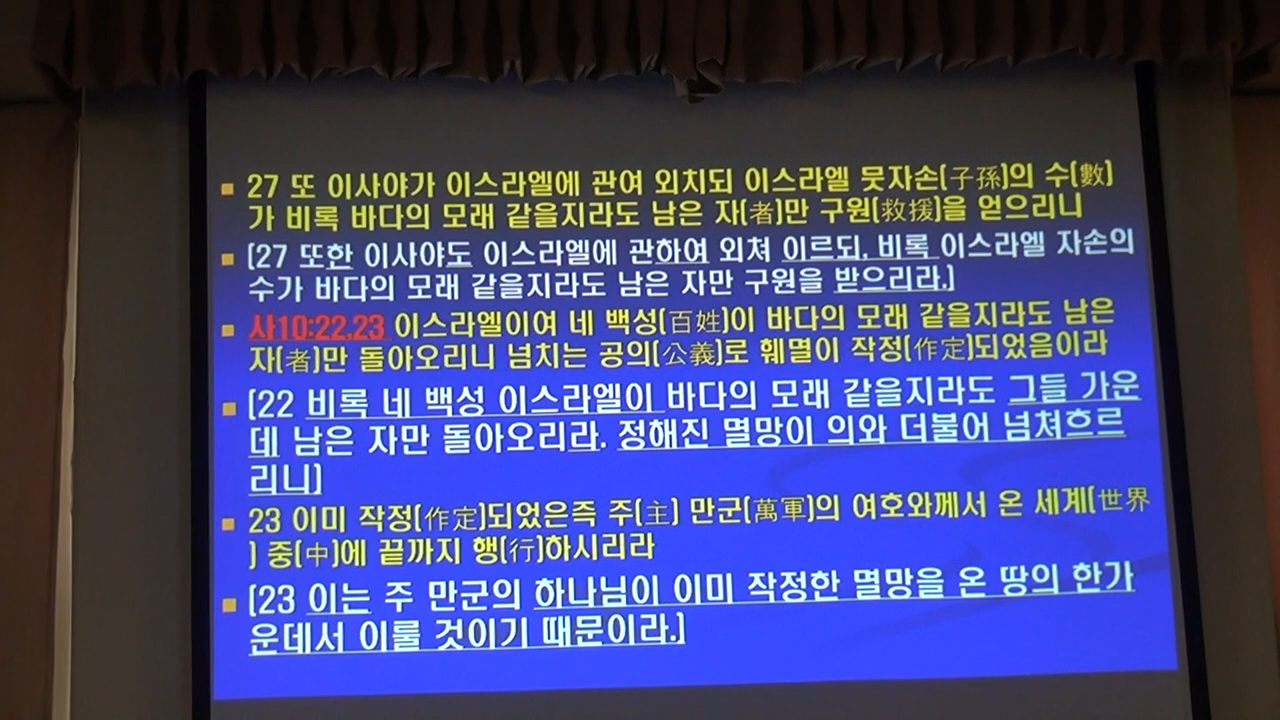 27 또 이사야가 이스라엘에 관여 외치되 이스라엘 뭇자손(子孫)의 수(數)
가 비록 바다의 모래 같을지라도 남은 자(者)만 구원(救援)을 얻으리니
[27 또한 이사야도 이스라엘에 관하여 외쳐 이르되, 비록 이스라엘 자손의
수가 바다의 모래 같을지라도 남은 자만 구원을 받으리라.]
사10:22,23 이스라엘이여 네 백성(百姓)이 바다의 모래 같을지라도 남은
자(者)만 돌아오리니 넘치는 공의(公義)로 훼멸이 작정(作定)되었음이라
[22 비록 네 백성 이스라엘이 바다의 모래 같을지라도 그들 가운
데 남은 자만 돌아오리라. 정해진 멸망이 의와 더불어 넘쳐흐르
리니]
23 이미 작정(作定)되었은즉 주(主) 만군(萬軍)의 여호와께서 온 세계(世界
) 중(中)에 끝까지 행(行)하시리라
[23 이는 주 만군의 하나님이 이미 작정한 멸망을 온 땅의 한가
운데서 이룰 것이기 때문이라.]